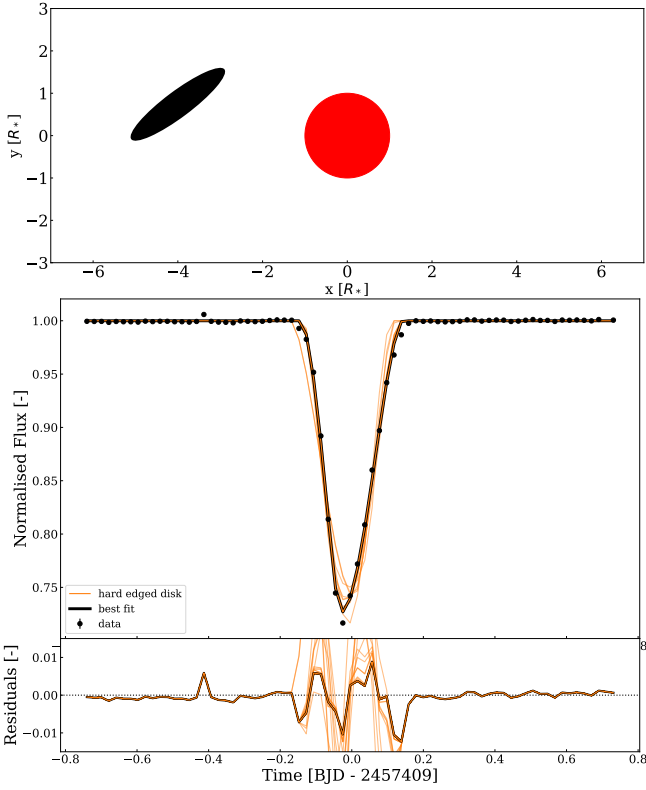 3
2
1
0
−1
−2
−3
y [R*]
−6 −4 −2 0 2 4 6
x [R*]
1.00
0.95
0.90
0.85
0.80
0.75
Normalised Flux [-]
hard edged disk
best fit
data
8
0.01
0.00
−0.01
Residuals [-]
−0.8 −0.6 −0.4 −0.2 0.0 0.2 0.4 0.6 0.8
Time [BJD - 2457409]